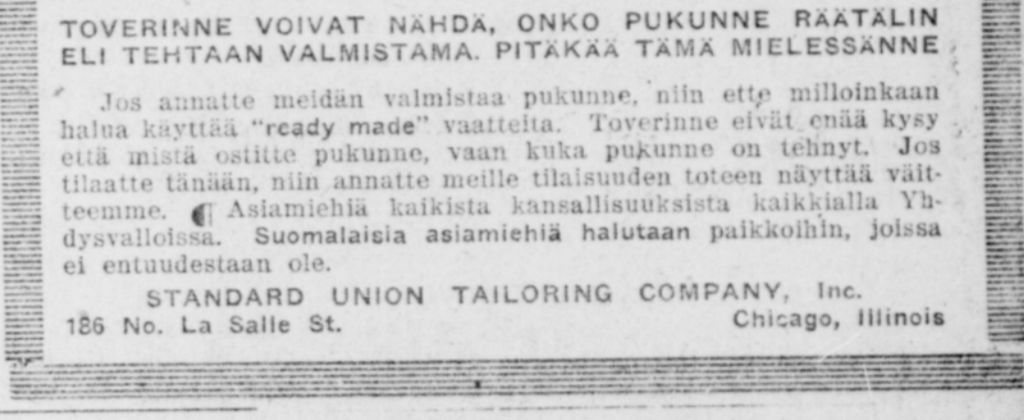 TOVERINNE VOIVAT NÄHDÄ, ONKO PUKUNNE RÄÄTÄLIN
ELI TEHTAAN VALMISTAMA. PITÄKÄÄ TÄMÄ MIELESSÄNNE
Jos annatte meidän valmistaa pukunne, niin ette milloinkaan
halua käyttää "ready made" vaatteita. Toverinne eivät enää kysy
että mistä ostitte pukunne, vaan kuka pukunne on tehnyt. Jos
tilaatte tänään, niin annatte meille tilaisuuden toteen näyttää väit-
teemme. ¶ Asiamiehiä kaikista kansallisuuksista kaikkialla Yh-
dysvalloissa. Suomalaisia asiamiehiä halutaan paikkoihin, joissa
ei entuudestaan ole.
STANDARD UNION TAILORING COMPANY, Inc.
186 No. La Salle St. Chicago, Illinois